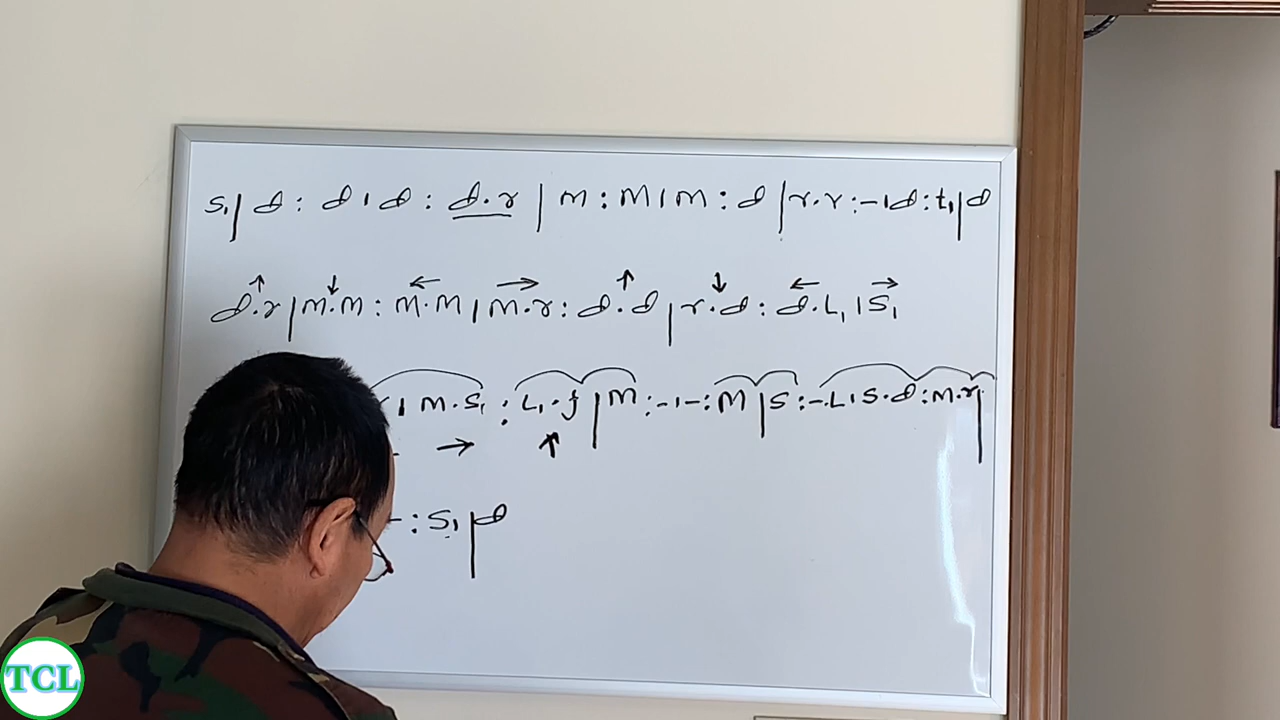 S₁| d : d ı d : d . r | m : m ı m : d | r . r : – ı d : t₁ | d
d . r | m . m : m . m ı m . r : d . d | r . d : d . L₁ ı S₁
ı m . S₁ : L₁ . f | m : – ı – : m | S : – . L ı S . d : m . r |
– : S₁ | d
TCL